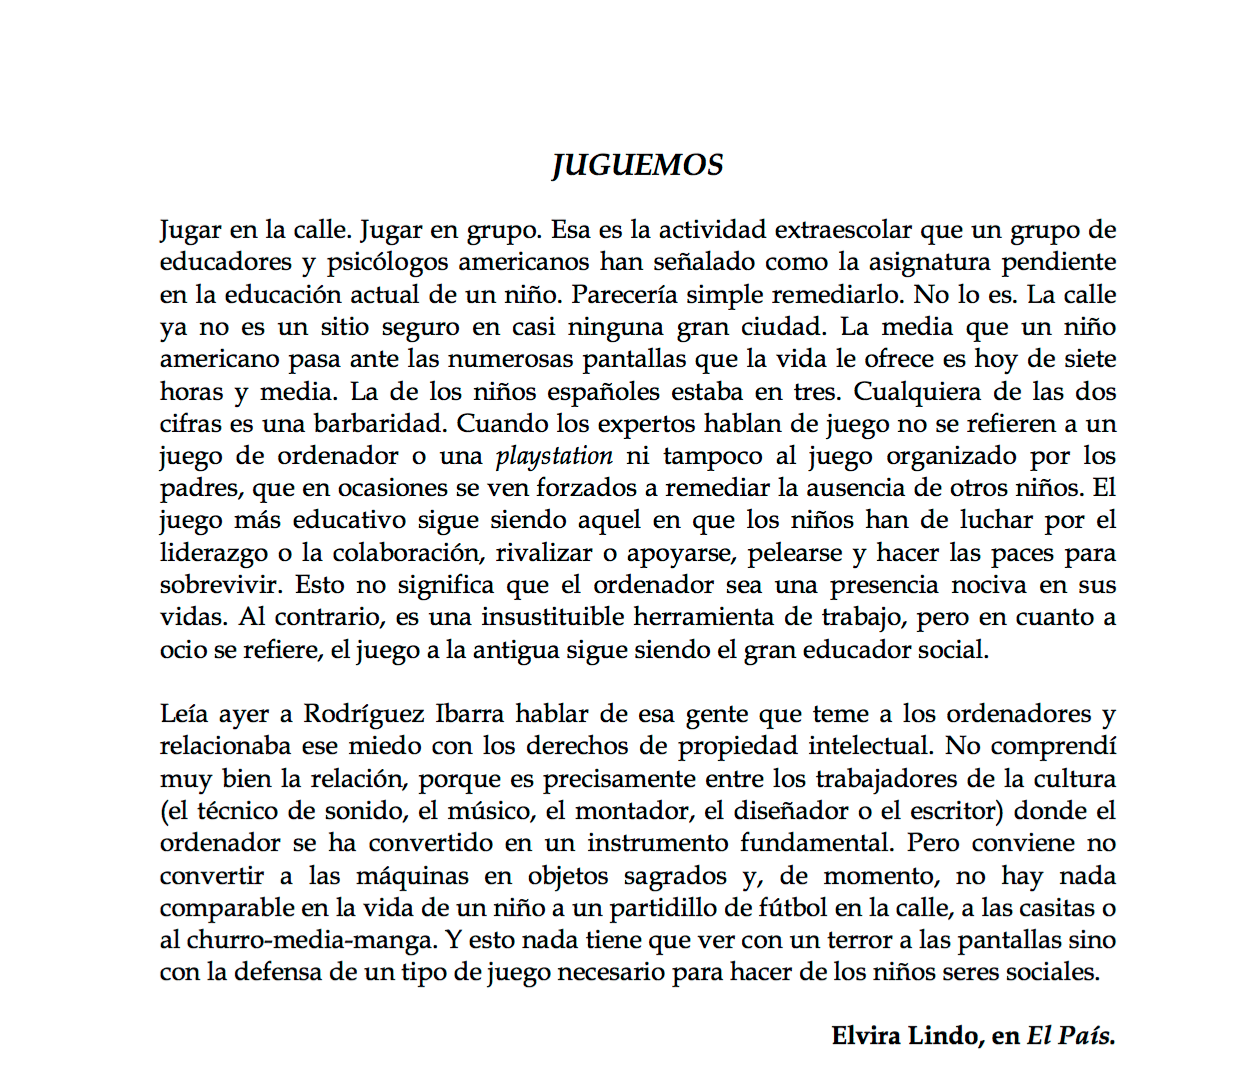 JUGUEMOS
Jugar en la calle. Jugar en grupo. Esa es la actividad extraescolar que un grupo de
educadores y psicólogos americanos han señalado como la asignatura pendiente
en la educación actual de un niño. Parecería simple remediarlo. No lo es. La calle
ya no es un sitio seguro en casi ninguna gran ciudad. La media que un niño
americano pasa ante las numerosas pantallas que la vida le ofrece es hoy de siete
horas y media. La de los niños españoles estaba en tres. Cualquiera de las dos
cifras es una barbaridad. Cuando los expertos hablan de juego no se refieren a un
juego de ordenador o una playstation ni tampoco al juego organizado por los
padres, que en ocasiones se ven forzados a remediar la ausencia de otros niños. El
juego más educativo sigue siendo aquel en que los niños han de luchar por el
liderazgo o la colaboración, rivalizar o apoyarse, pelearse y hacer las paces para
sobrevivir. Esto no significa que el ordenador sea una presencia nociva en sus
vidas. Al contrario, es una insustituible herramienta de trabajo, pero en cuanto a
ocio se refiere, el juego a la antigua sigue siendo el gran educador social.
Leía ayer a Rodríguez Ibarra hablar de esa gente que teme a los ordenadores y
relacionaba ese miedo con los derechos de propiedad intelectual. No comprendí
muy bien la relación, porque es precisamente entre los trabajadores de la cultura
(el técnico de sonido, el músico, el montador, el diseñador o el escritor) donde el
ordenador se ha convertido en un instrumento fundamental. Pero conviene no
convertir a las máquinas en objetos sagrados y, de momento, no hay nada
comparable en la vida de un niño a un partidillo de fútbol en la calle, a las casitas o
al churro-media-manga. Y esto nada tiene que ver con un terror a las pantallas sino
con la defensa de un tipo de juego necesario para hacer de los niños seres sociales.
Elvira Lindo, en El País.